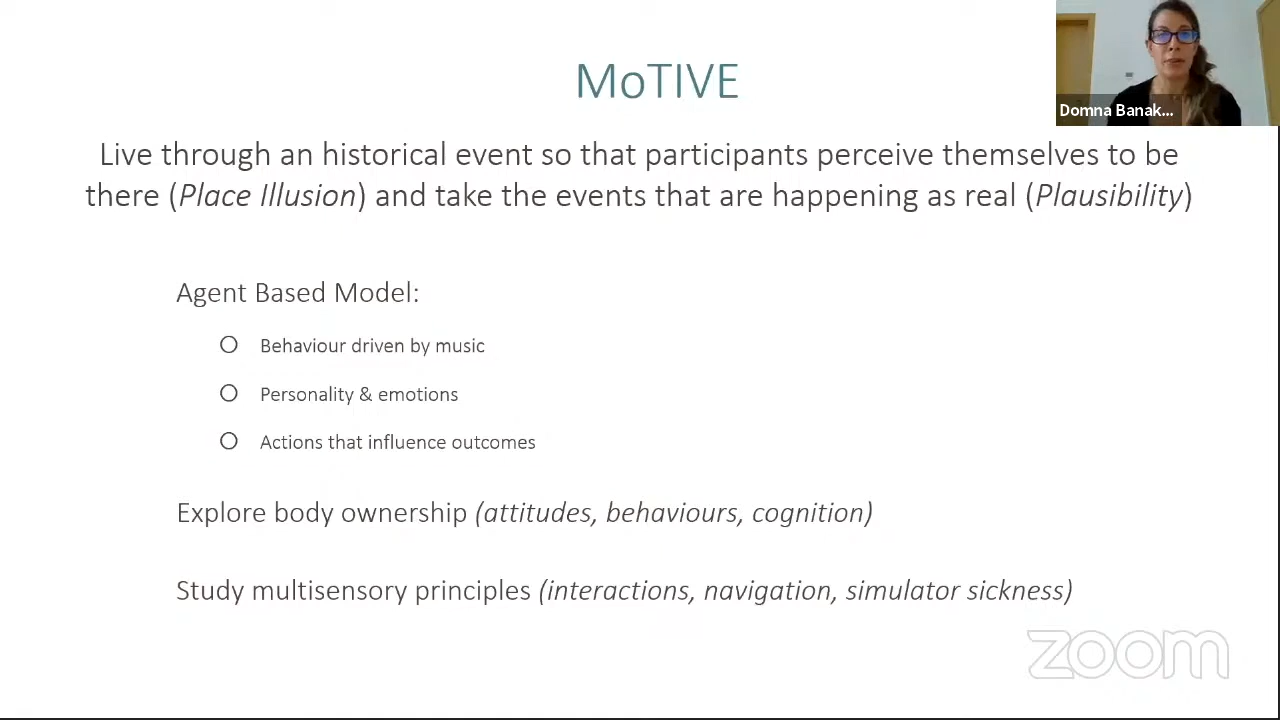 MoTIVE
Domna Banak...
Live through an historical event so that participants perceive themselves to be
there (Place Illusion) and take the events that are happening as real (Plausibility)
Agent Based Model:
Behaviour driven by music
Personality & emotions
Actions that influence outcomes
Explore body ownership (attitudes, behaviours, cognition)
Study multisensory principles (interactions, navigation, simulator sickness)
zoom